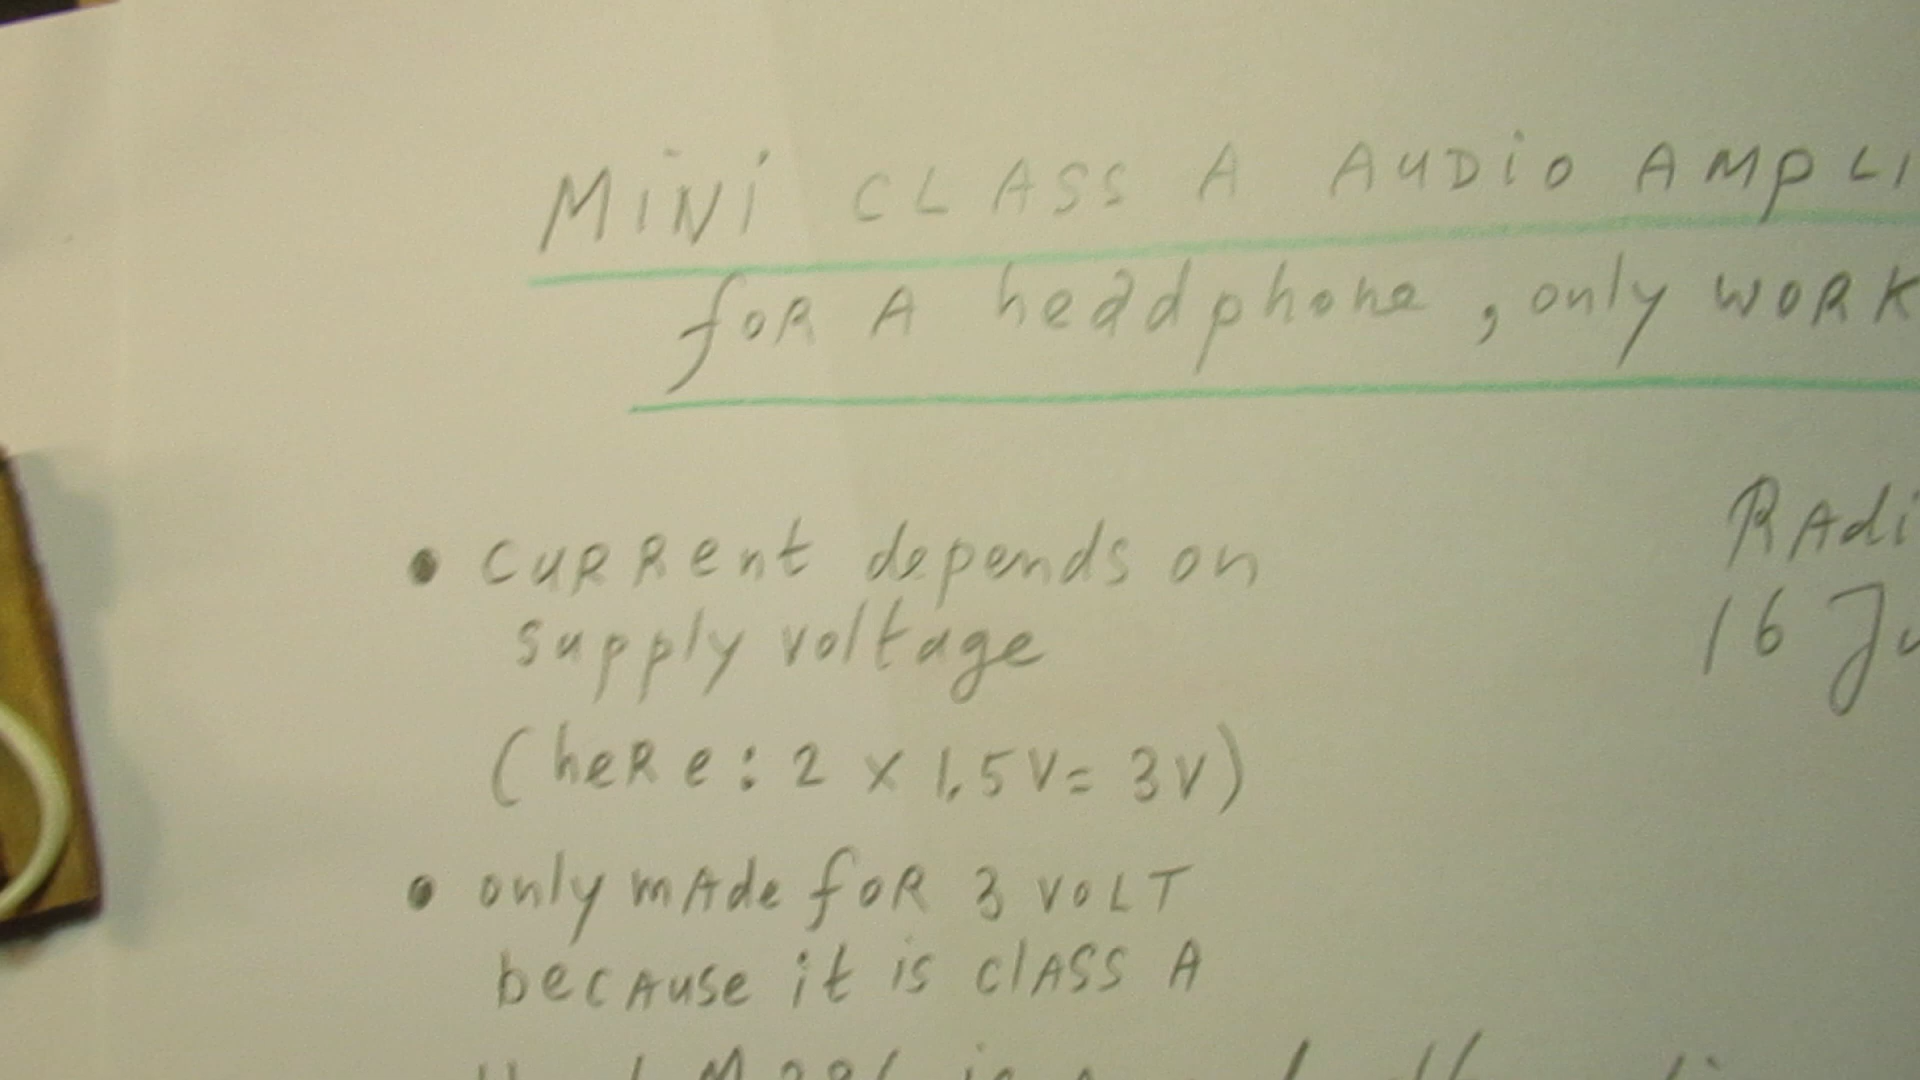 MiNi CLASS A AUDiO AMPLI
foR A headphone, only WORK
• CURRent depends on
supply voltage
(heRe: 2 x 1.5V = 3V)
RAdi
16 Ju
• only mAde foR 3 VOLT
becAuse it is clASS A